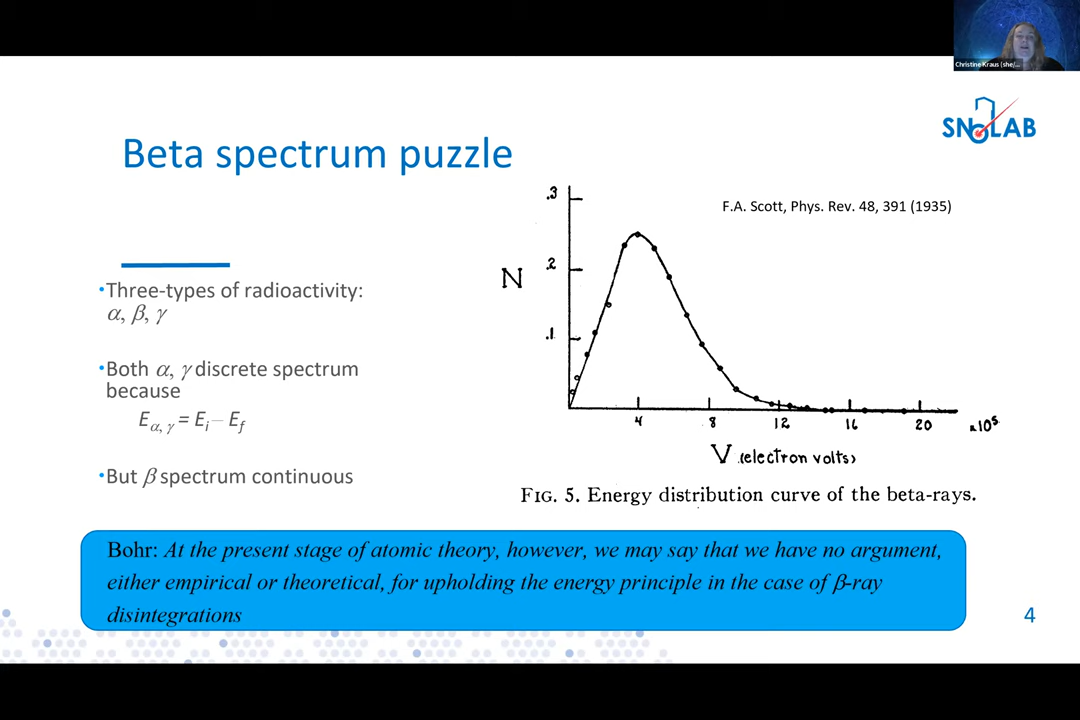 Christine Kraus (she/...
SNOLAB
Beta spectrum puzzle
F.A. Scott, Phys. Rev. 48, 391 (1935)
•Three-types of radioactivity:
α, β, γ
•Both α, γ discrete spectrum
because
E α, γ = Ei – Ef
•But β spectrum continuous
.3
.2
.1
N
4 8 12 16 20 x10⁵
V (electron volts)
FIG. 5. Energy distribution curve of the beta-rays.
Bohr: At the present stage of atomic theory, however, we may say that we have no argument,
either empirical or theoretical, for upholding the energy principle in the case of β-ray
disintegrations
4